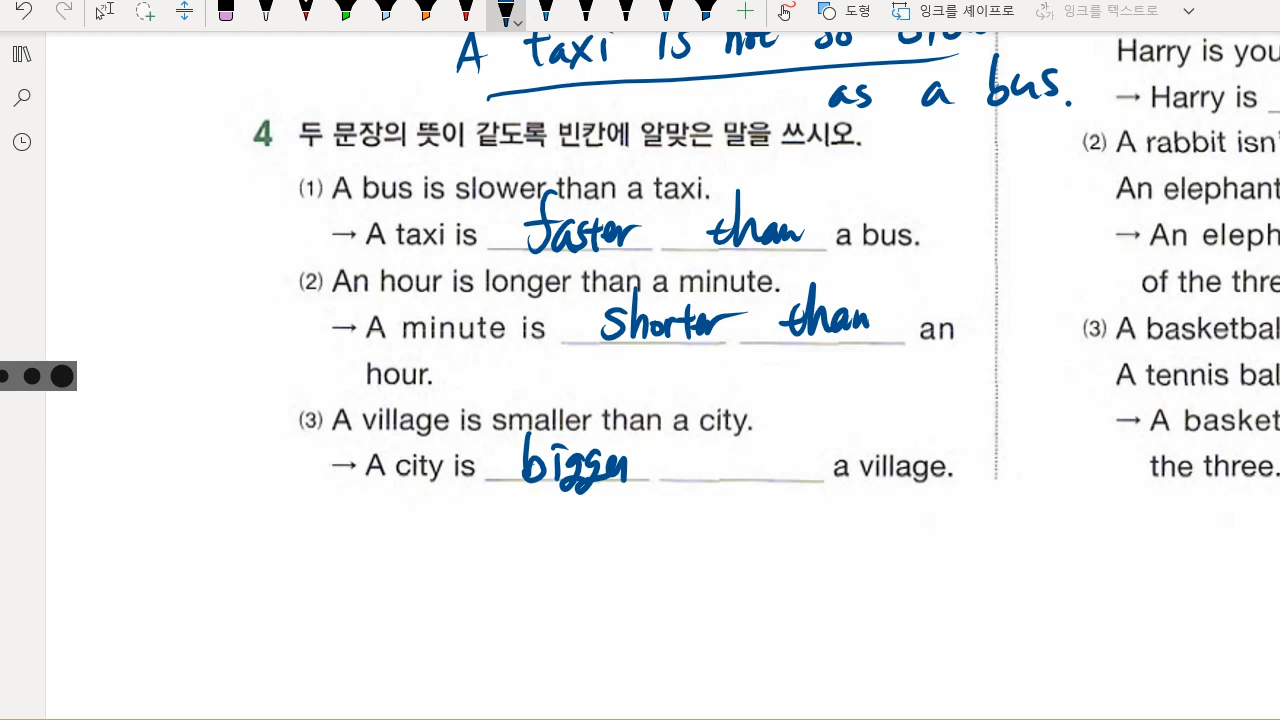 도형
잉크를 셰이프로
잉크를 텍스트로
A taxi is not so
as a bus.
4 두 문장의 뜻이 같도록 빈칸에 알맞은 말을 쓰시오.
(1) A bus is slower than a taxi.
→ A taxi is faster than a bus.
(2) An hour is longer than a minute.
→ A minute is shorter than an
hour.
(3) A village is smaller than a city.
→ A city is bigger a village.
Harry is you
→ Harry is
(2) A rabbit isn'
An elephant
→ An eleph
of the thre
(3) A basketbal
A tennis bal
→ A basket
the three.